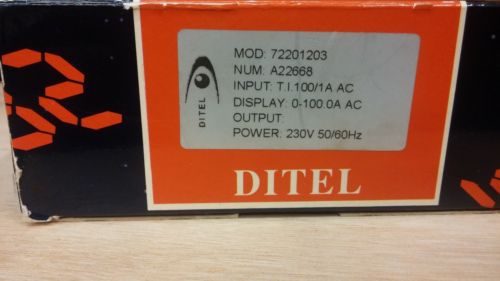 MOD: 72201203
NUM: A22668
INPUT: T.I.100/1A AC
DISPLAY: 0-100.0A AC
OUTPUT:
POWER: 230V 50/60Hz
DITEL
DITEL